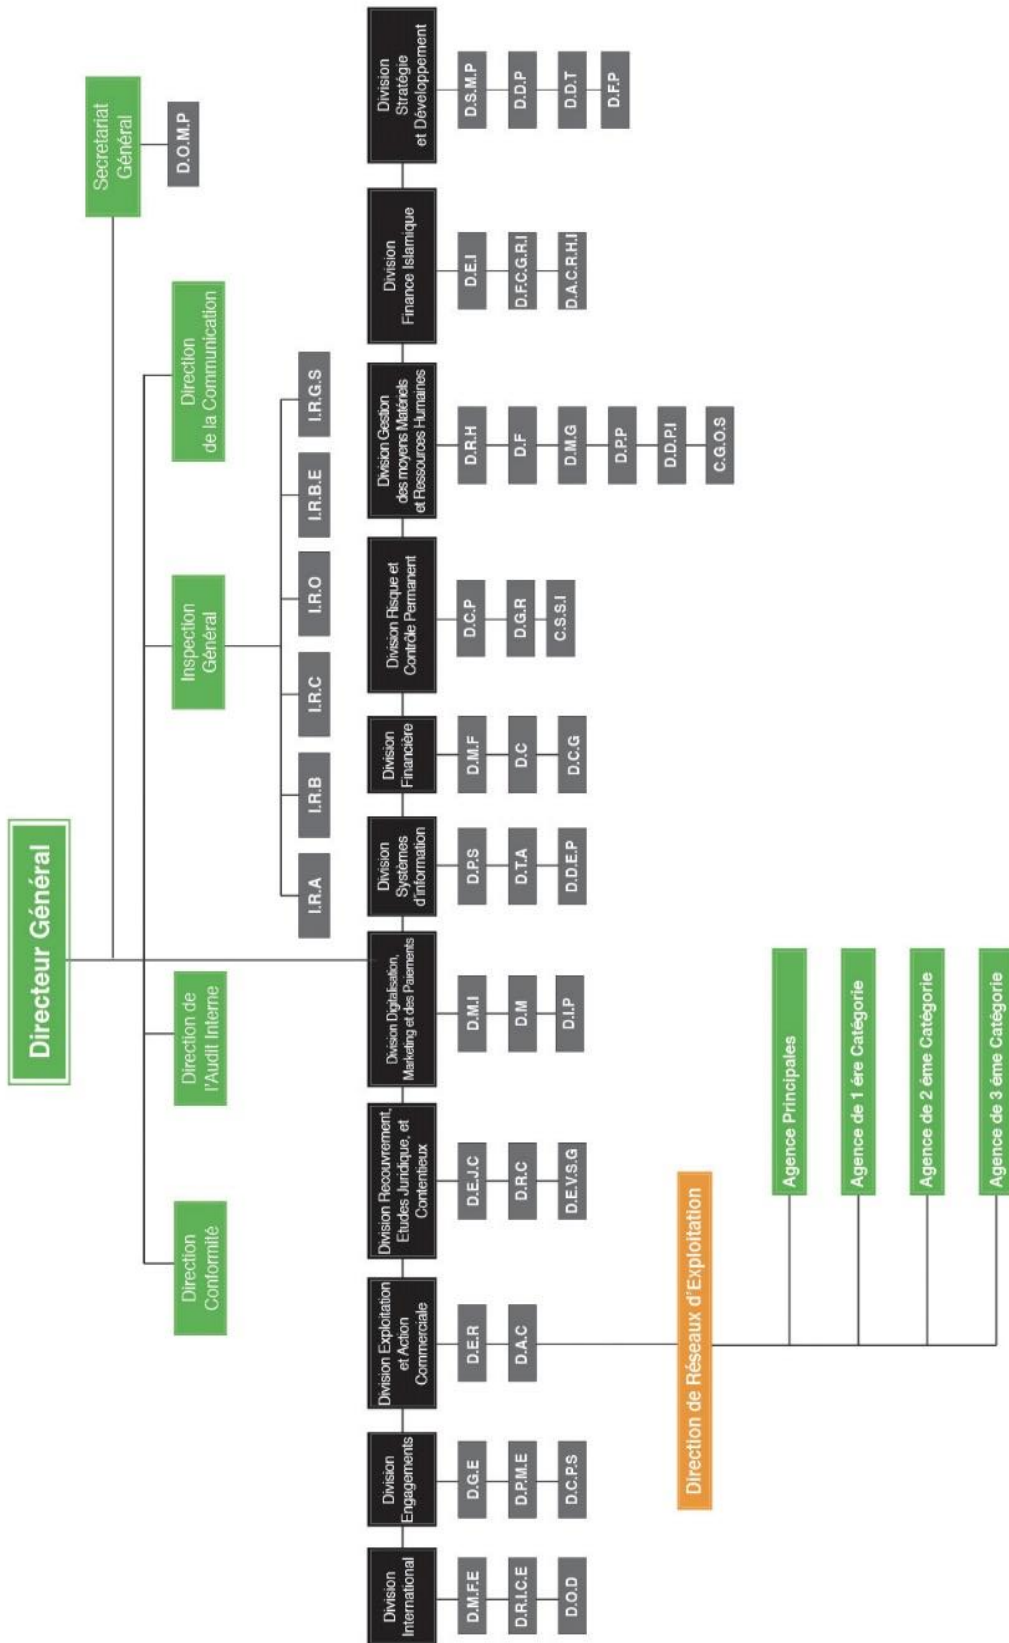 Directeur Général
Secretariat
Général
D.O.M.P
Direction
Conformité
Direction de
l'Audit Interne
Inspection
Général
Direction
de la Communication
I.R.A
I.R.B
I.R.C
I.R.O
I.R.B.E
I.R.G.S
Division
International
D.M.F.E
D.R.I.C.E
D.O.D
Division
Engagements
D.G.E
D.P.M.E
D.C.P.S
Division Exploitation
et Action
Commerciale
D.E.R
D.A.C
Division Recouvrement,
Etudes Juridique, et
Contentieux
D.E.J.C
D.R.C
D.E.V.S.G
Division Digitalisation,
Marketing et des Paiements
D.M.I
D.M
D.I.P
Division
Systèmes
d'information
D.P.S
D.T.A
D.D.E.P
Division
Financière
D.M.F
D.C
D.C.G
Division Risque et
Contrôle Permanent
D.C.P
D.G.R
C.S.S.I
Division Gestion
des moyens Matériels
et Ressources Humaines
D.R.H
D.F
D.M.G
D.P.P
D.D.P.I
C.G.O.S
Division
Finance Islamique
D.E.I
D.F.C.G.R.I
D.A.C.R.H.I
Division
Stratégie
et Développement
D.S.M.P
D.D.P
D.D.T
D.F.P
Direction de Réseaux d'Exploitation
Agence Principales
Agence de 1 ére Catégorie
Agence de 2 éme Catégorie
Agence de 3 éme Catégorie